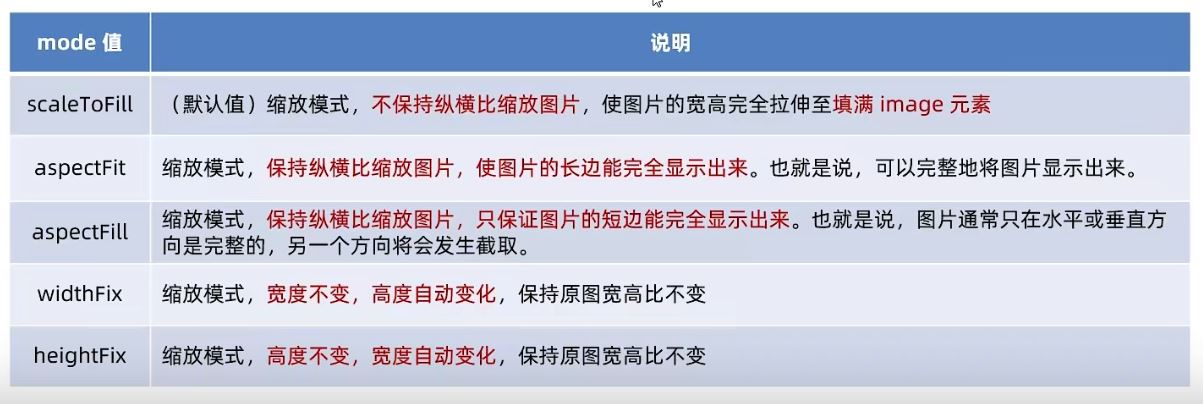 mode 值 说明
scaleToFill （默认值）缩放模式，不保持纵横比缩放图片，使图片的宽高完全拉伸至填满 image 元素
aspectFit 缩放模式，保持纵横比缩放图片，使图片的长边能完全显示出来。也就是说，可以完整地将图片显示出来。
aspectFill 缩放模式，保持纵横比缩放图片，只保证图片的短边能完全显示出来。也就是说，图片通常只在水平或垂直方
向是完整的，另一个方向将会发生截取。
widthFix 缩放模式，宽度不变，高度自动变化，保持原图宽高比不变
heightFix 缩放模式，高度不变，宽度自动变化，保持原图宽高比不变